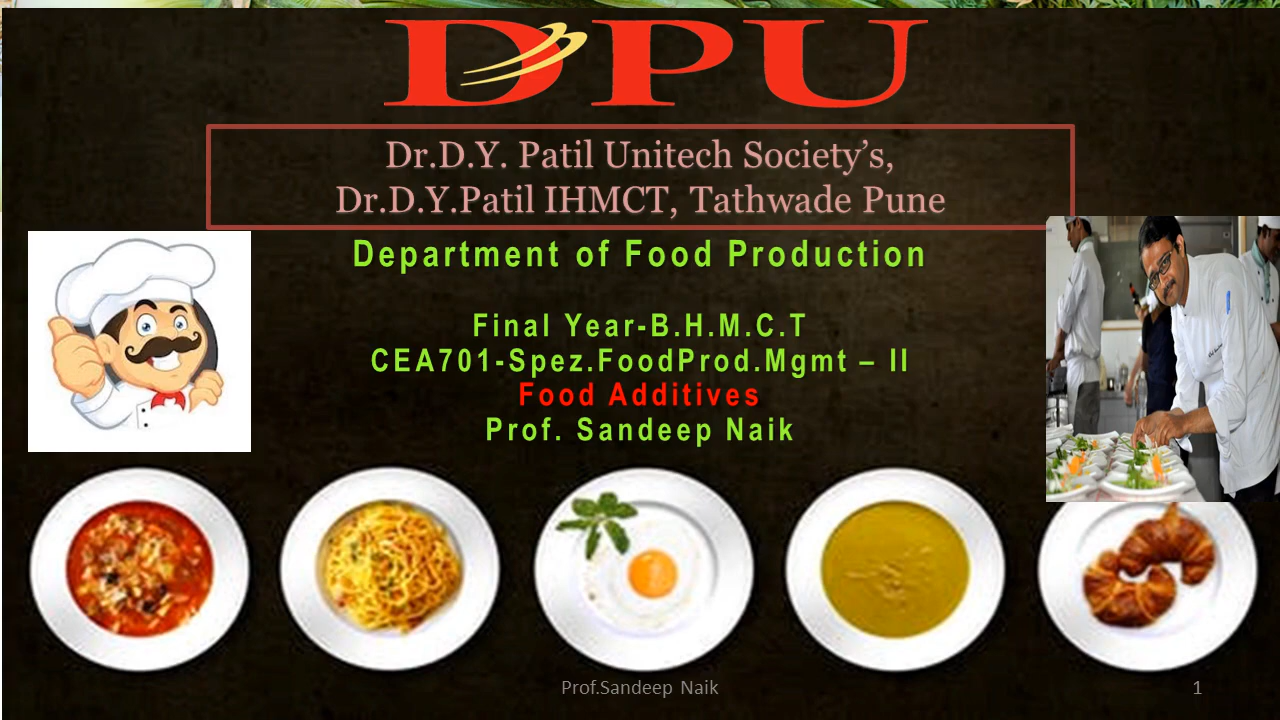 DPU
Dr.D.Y. Patil Unitech Society’s,
Dr.D.Y.Patil IHMCT, Tathwade Pune
Department of Food Production
Final Year-B.H.M.C.T
CEA701-Spez.FoodProd.Mgmt – II
Food Additives
Prof. Sandeep Naik
Prof.Sandeep Naik
1